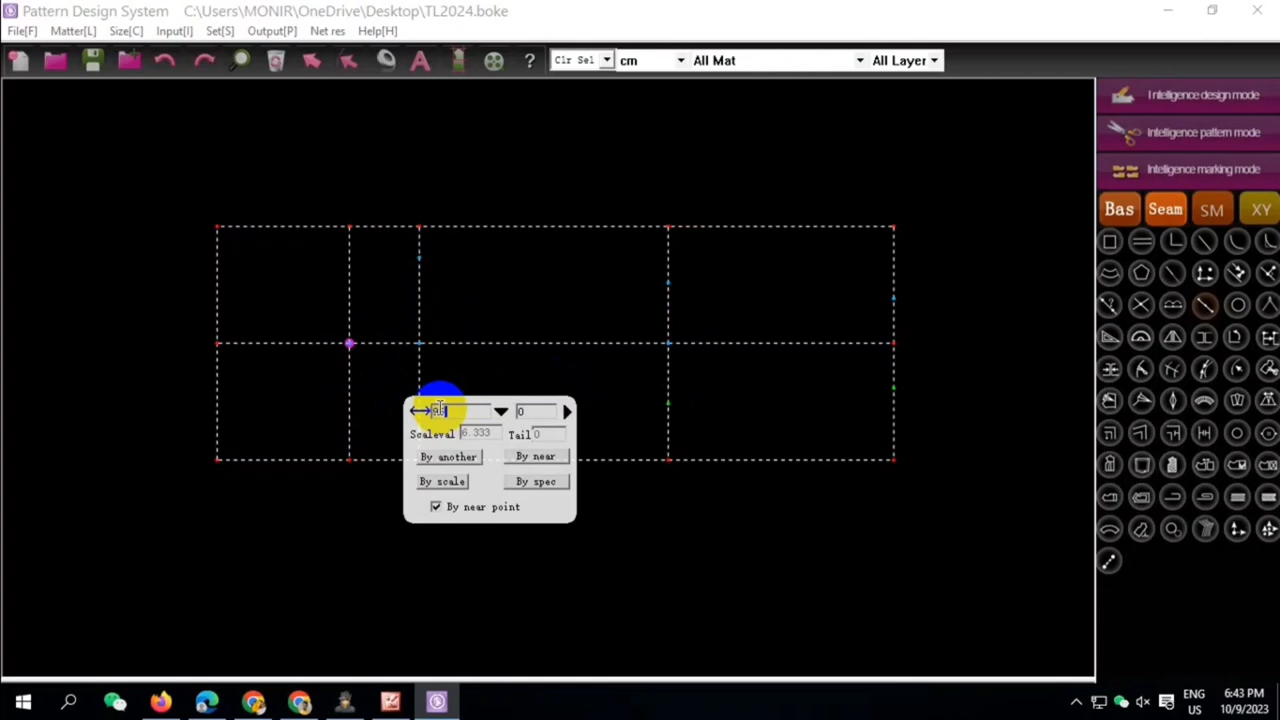 Pattern Design System C:\Users\MONIR\OneDrive\Desktop\TL2024.boke
File[F] Matter[L] Size[C] Input[I] Set[S] Output[P] Net res Help[H]
A ? Clr Sel cm All Mat All Layer
Intelligence design mode
Intelligence pattern mode
Intelligence marking mode
Bas Seam SM XY
0
Scaleval 6.333 Tail 0
By another By near
By scale By spec
By near point
ENG 6:43 PM
US 10/9/2023